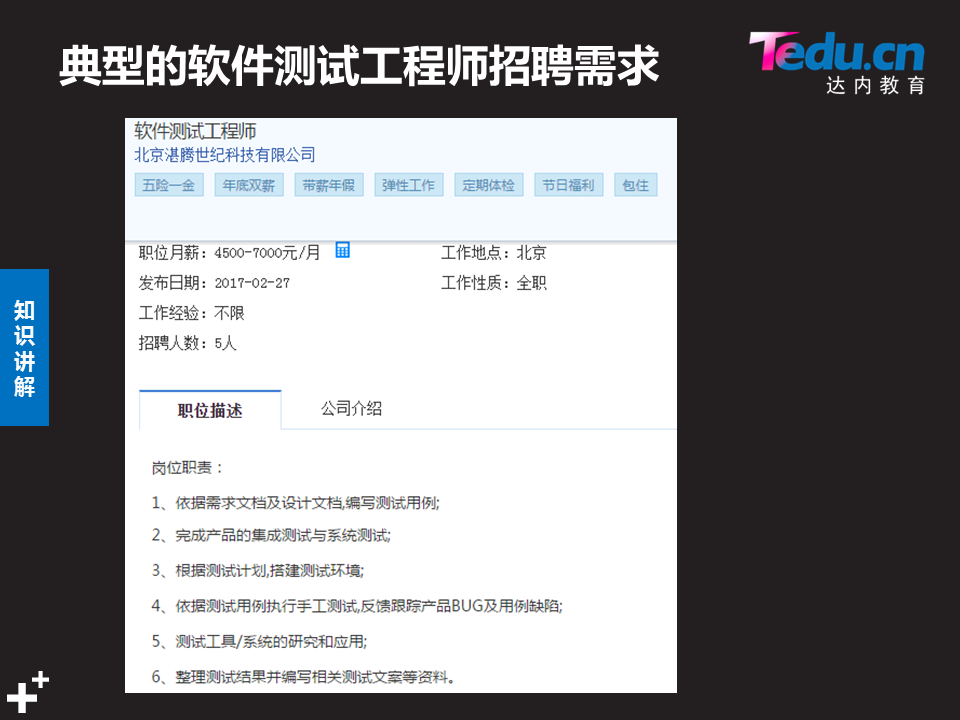 典型的软件测试工程师招聘需求
Tedu.cn
达内教育
软件测试工程师
北京湛腾世纪科技有限公司
五险一金 年底双薪 带薪年假 弹性工作 定期体检 节日福利 包住
职位月薪：4500-7000元/月 工作地点：北京
发布日期：2017-02-27 工作性质：全职
工作经验：不限
招聘人数：5人
知识讲解
职位描述 公司介绍
岗位职责：
1、依据需求文档及设计文档,编写测试用例;
2、完成产品的集成测试与系统测试;
3、根据测试计划,搭建测试环境;
4、依据测试用例执行手工测试,反馈跟踪产品BUG及用例缺陷;
5、测试工具/系统的研究和应用;
6、整理测试结果并编写相关测试文案等资料。